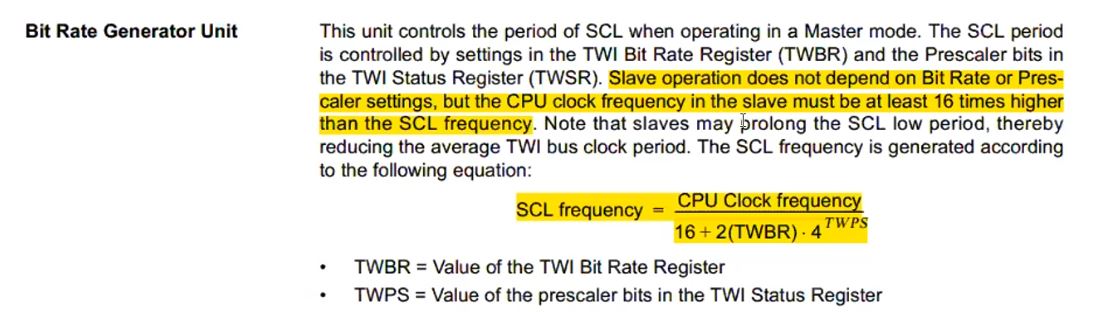 Bit Rate Generator Unit
This unit controls the period of SCL when operating in a Master mode. The SCL period
is controlled by settings in the TWI Bit Rate Register (TWBR) and the Prescaler bits in
the TWI Status Register (TWSR). Slave operation does not depend on Bit Rate or Pres-
caler settings, but the CPU clock frequency in the slave must be at least 16 times higher
than the SCL frequency. Note that slaves may prolong the SCL low period, thereby
reducing the average TWI bus clock period. The SCL frequency is generated according
to the following equation:
SCL frequency = CPU Clock frequency
16 + 2(TWBR) · 4^TWPS
• TWBR = Value of the TWI Bit Rate Register
• TWPS = Value of the prescaler bits in the TWI Status Register